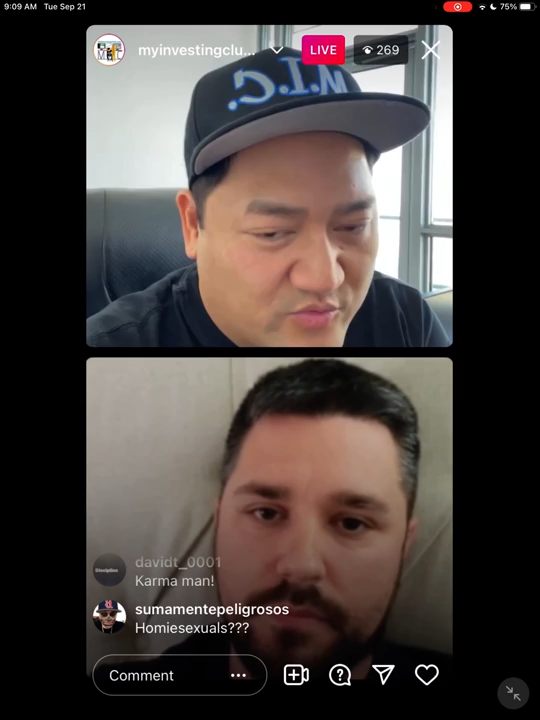 9:09 AM Tue Sep 21
75%
myinvestingclu...
LIVE
269
M.I.C.
davidt_0001
Karma man!
sumamentepeligrosos
Homiesexuals???
Comment